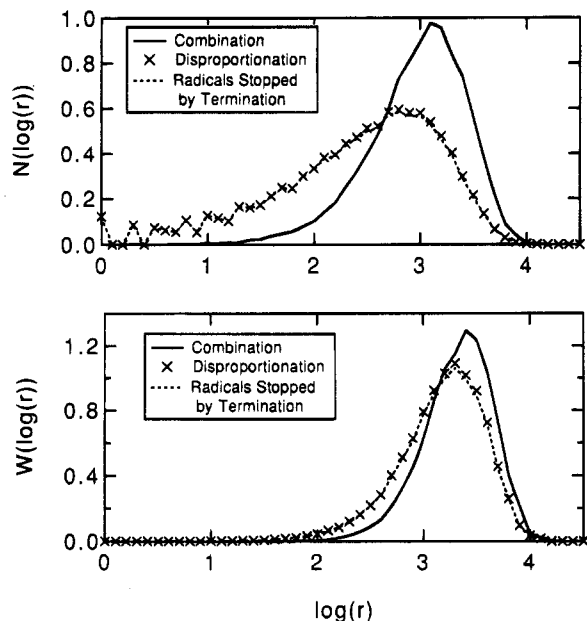 N(log(r))
1.0
0.8
0.6
0.4
0.2
0.0
Combination
Disproportionation
Radicals Stopped
by Termination
0
1
2
3
4
W(log(r))
1.2
0.8
0.4
0.0
Combination
Disproportionation
Radicals Stopped
by Termination
0
1
2
3
4
log(r)